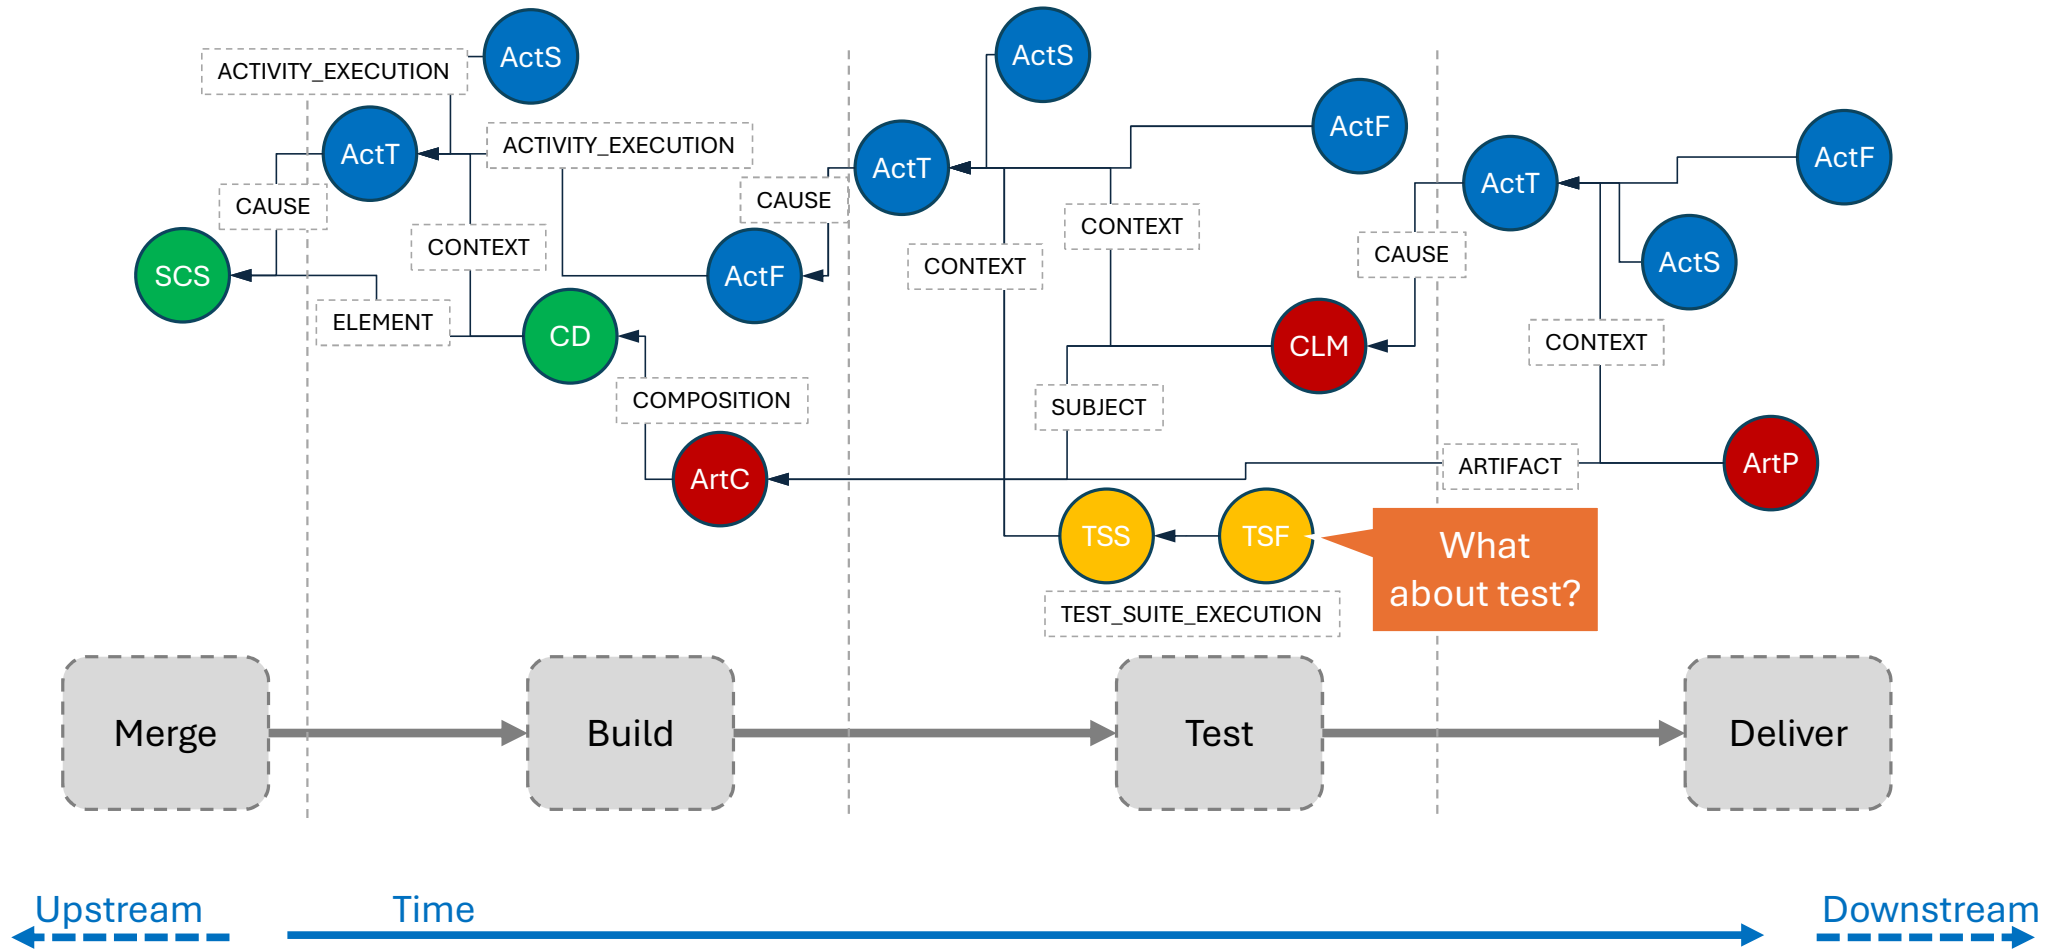 ActS
ActS
ACTIVITY_EXECUTION
ActF
ActT
ACTIVITY_EXECUTION
ActT
ActF
ActT
CAUSE
CAUSE
CONTEXT
CONTEXT
CAUSE
CONTEXT
ActS
SCS
ActF
ELEMENT
CD
CLM
CONTEXT
COMPOSITION
SUBJECT
ArtC
ARTIFACT
ArtP
TSS
TSF
What
about test?
TEST_SUITE_EXECUTION
Merge
Build
Test
Deliver
Upstream
Time
Downstream